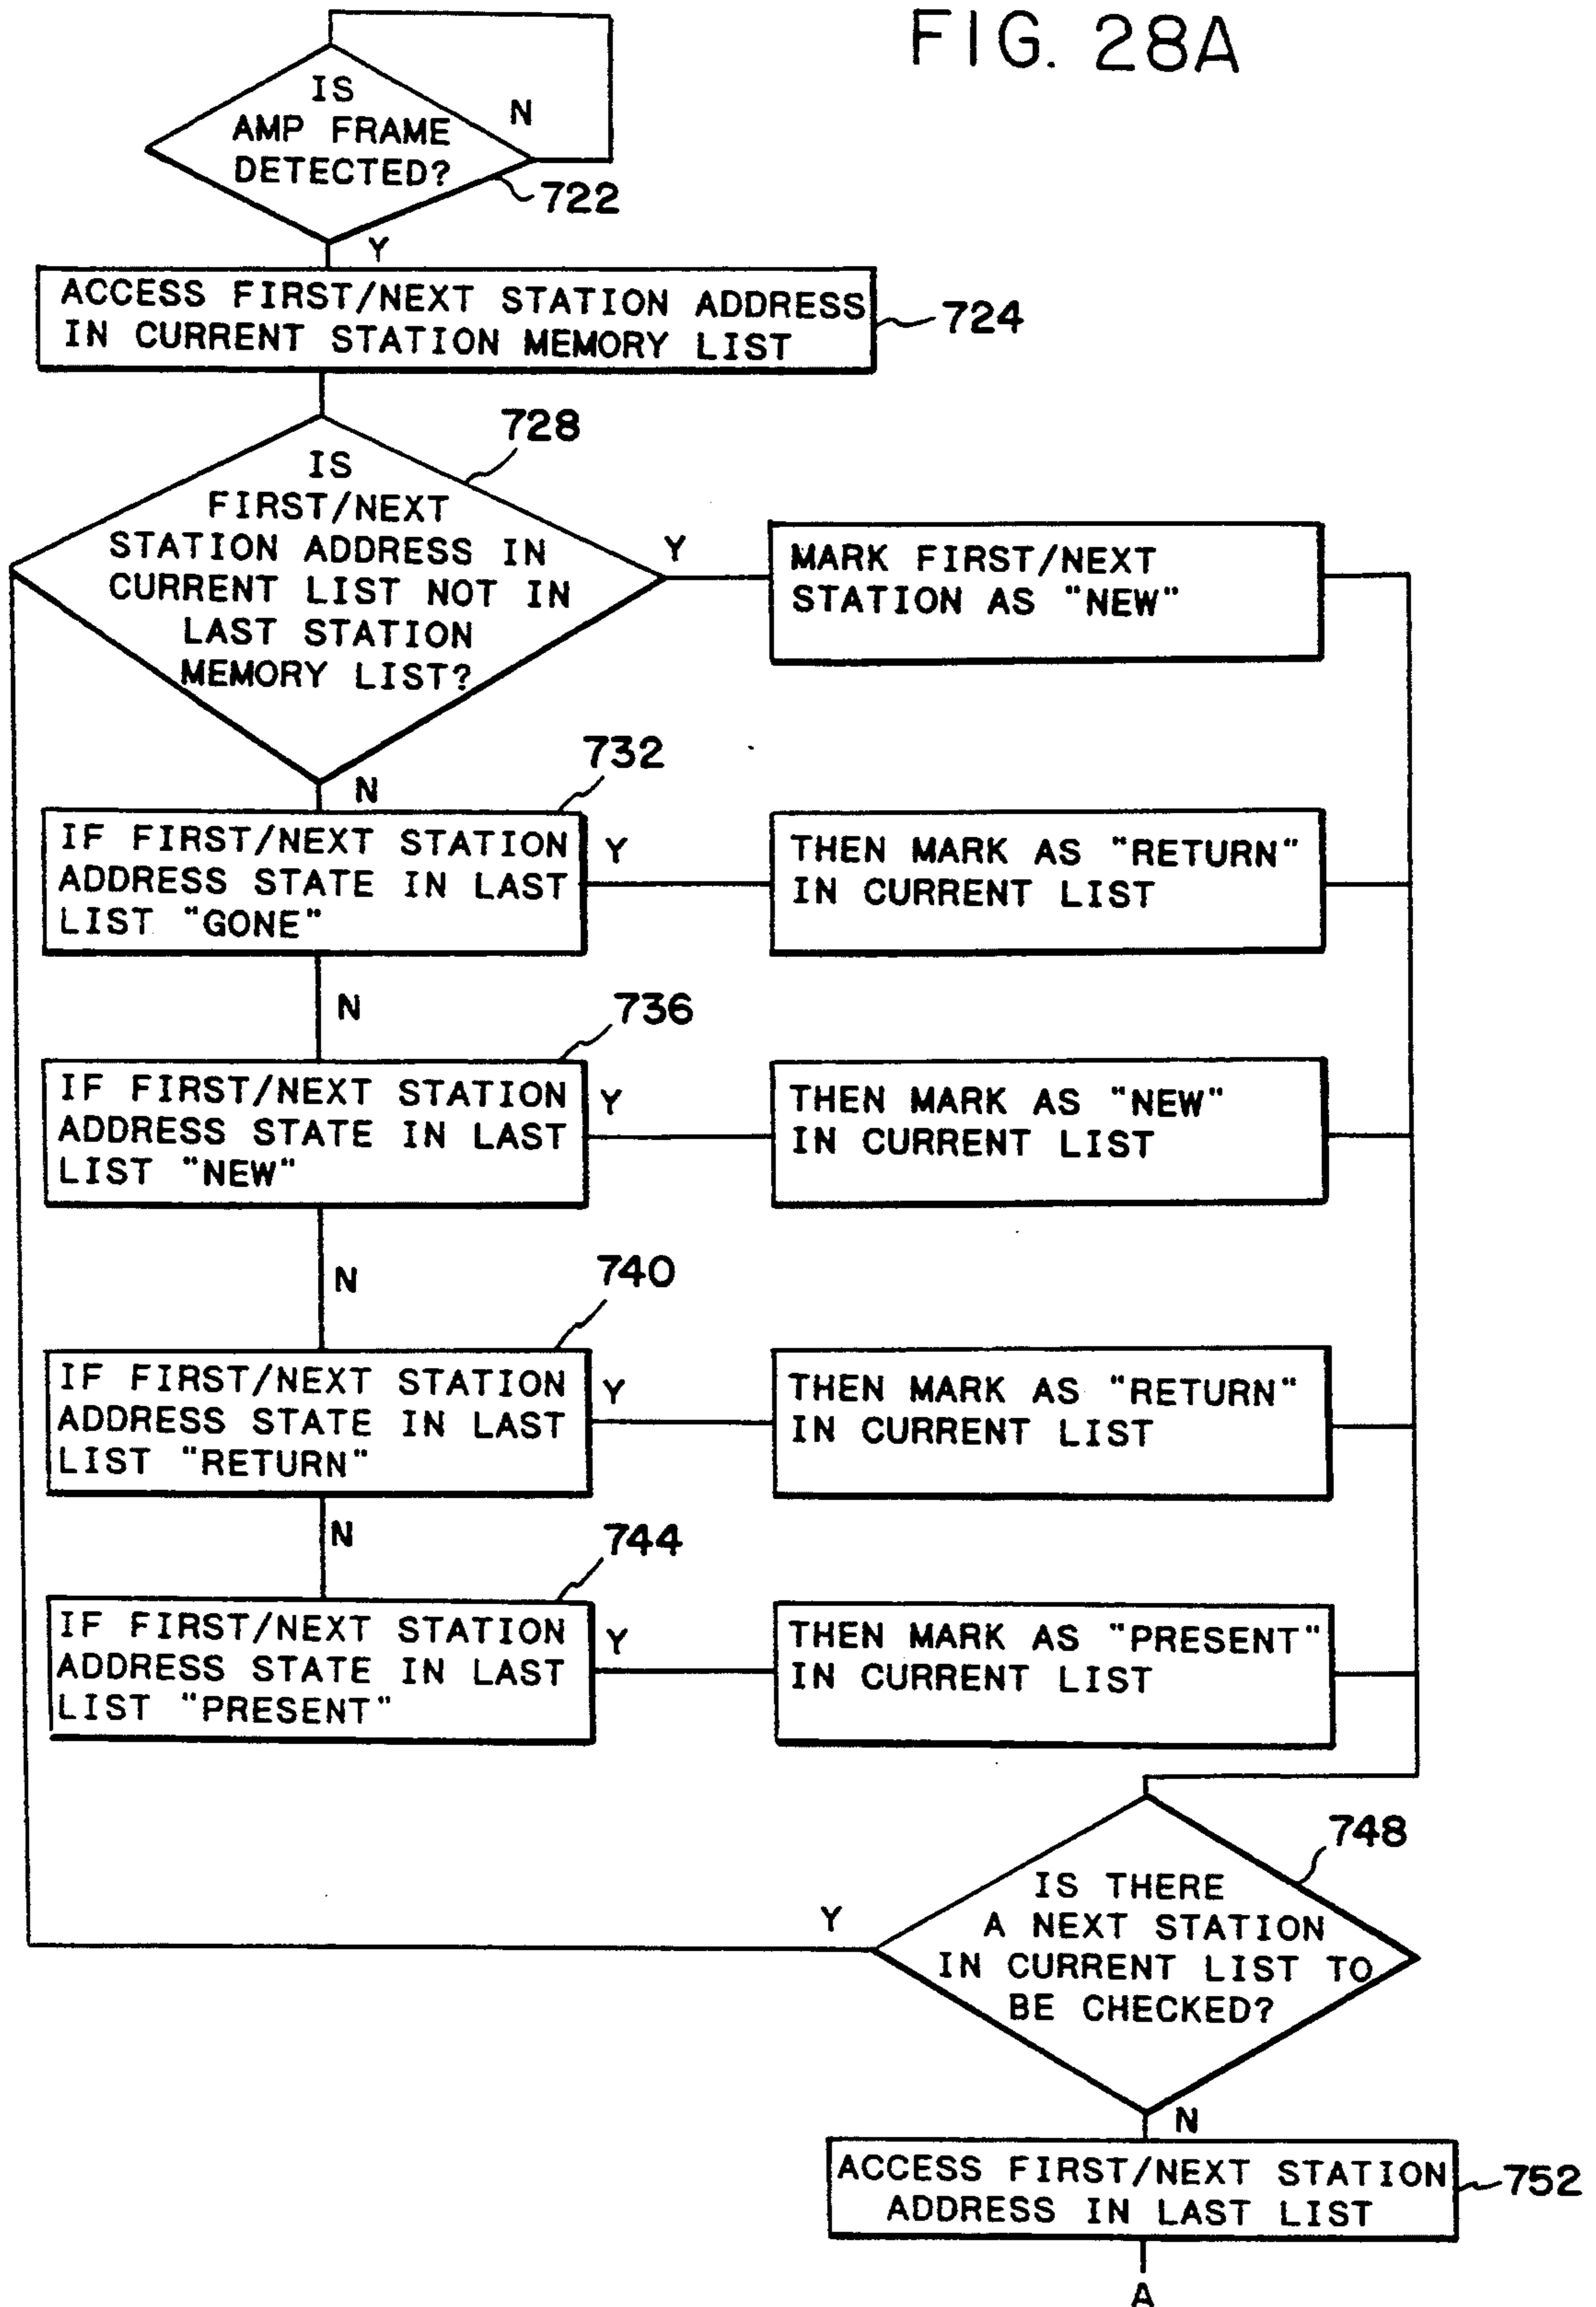 FIG. 28A
IS
AMP FRAME
DETECTED?
N
722
Y
ACCESS FIRST/NEXT STATION ADDRESS
IN CURRENT STATION MEMORY LIST
724
728
IS
FIRST/NEXT
STATION ADDRESS IN
CURRENT LIST NOT IN
LAST STATION
MEMORY LIST?
Y
MARK FIRST/NEXT
STATION AS "NEW"
N
732
IF FIRST/NEXT STATION
ADDRESS STATE IN LAST
LIST "GONE"
Y
THEN MARK AS "RETURN"
IN CURRENT LIST
N
736
IF FIRST/NEXT STATION
ADDRESS STATE IN LAST
LIST "NEW"
Y
THEN MARK AS "NEW"
IN CURRENT LIST
N
740
IF FIRST/NEXT STATION
ADDRESS STATE IN LAST
LIST "RETURN"
Y
THEN MARK AS "RETURN"
IN CURRENT LIST
N
744
IF FIRST/NEXT STATION
ADDRESS STATE IN LAST
LIST "PRESENT"
Y
THEN MARK AS "PRESENT"
IN CURRENT LIST
748
IS THERE
A NEXT STATION
IN CURRENT LIST TO
BE CHECKED?
Y
N
ACCESS FIRST/NEXT STATION
ADDRESS IN LAST LIST
752
A